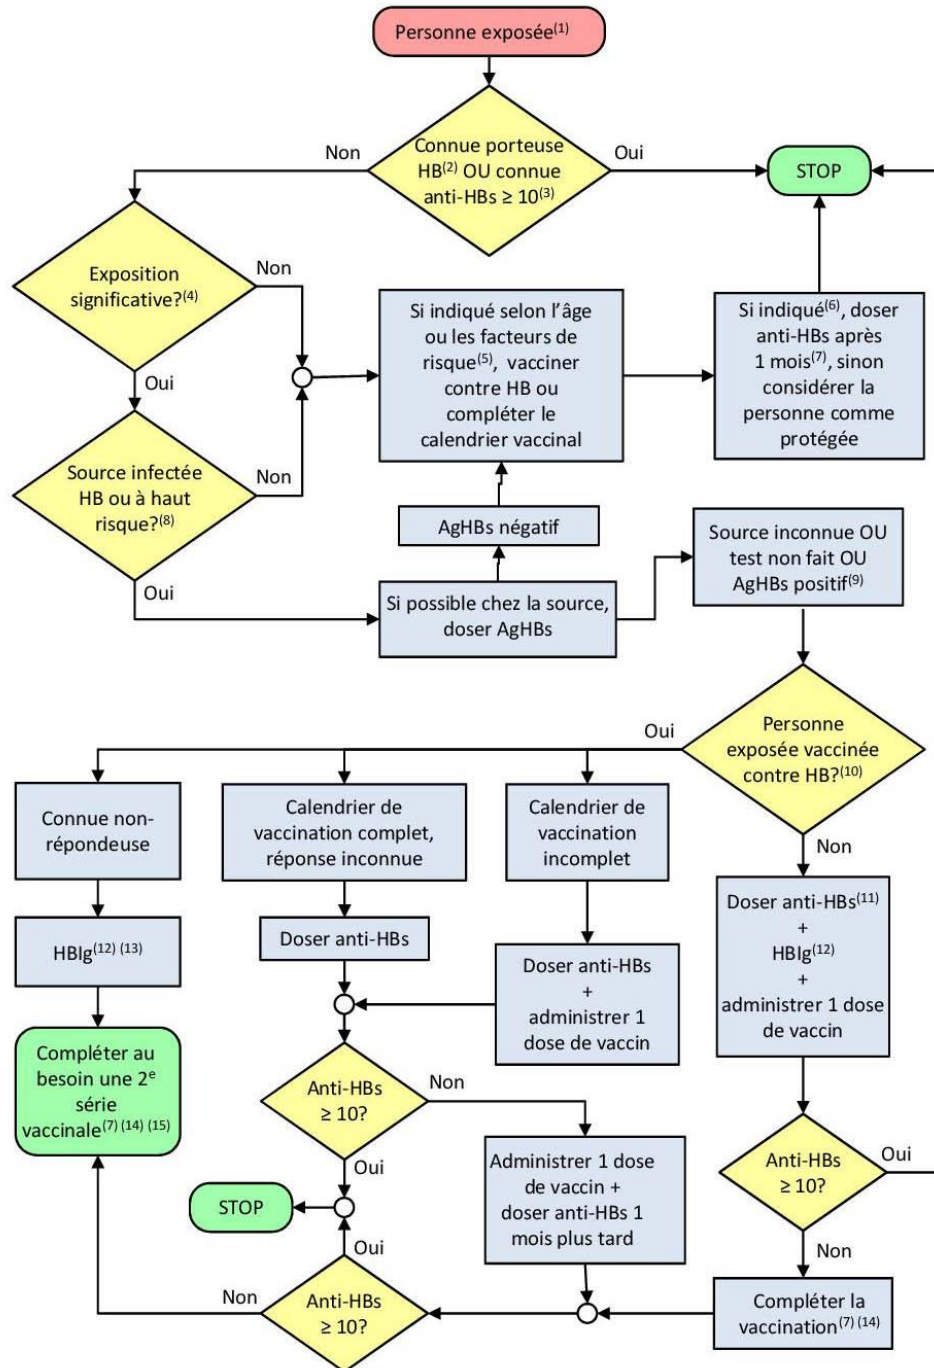 Personne exposée(1)
Connue porteuse
HB(2) OU connue
anti-HBs ≥ 10(3)
Non
Oui
STOP
Exposition
significative?(4)
Non
Oui
Si indiqué selon l'âge
ou les facteurs de
risque(5), vacciner
contre HB ou
compléter le
calendrier vaccinal
Si indiqué(6), doser
anti-HBs après
1 mois(7), sinon
considérer la
personne comme
protégée
Source infectée
HB ou à haut
risque?(8)
Non
Oui
AgHBs négatif
Si possible chez la source,
doser AgHBs
Source inconnue OU
test non fait OU
AgHBs positif(9)
Personne
exposée vaccinée
contre HB?(10)
Oui
Non
Connue non-
répondeuse
Calendrier de
vaccination complet,
réponse inconnue
Calendrier de
vaccination
incomplet
HBIg(12) (13)
Doser anti-HBs
Doser anti-HBs
+
administrer 1
dose de vaccin
Doser anti-HBs(11)
+
HBIg(12)
+
administrer 1 dose
de vaccin
Compléter au
besoin une 2e
série
vaccinale(7) (14) (15)
Anti-HBs
≥ 10?
Non
Oui
Administrer 1 dose
de vaccin +
doser anti-HBs 1
mois plus tard
Anti-HBs
≥ 10?
Oui
Non
STOP
Oui
Anti-HBs
≥ 10?
Non
Compléter la
vaccination(7) (14)